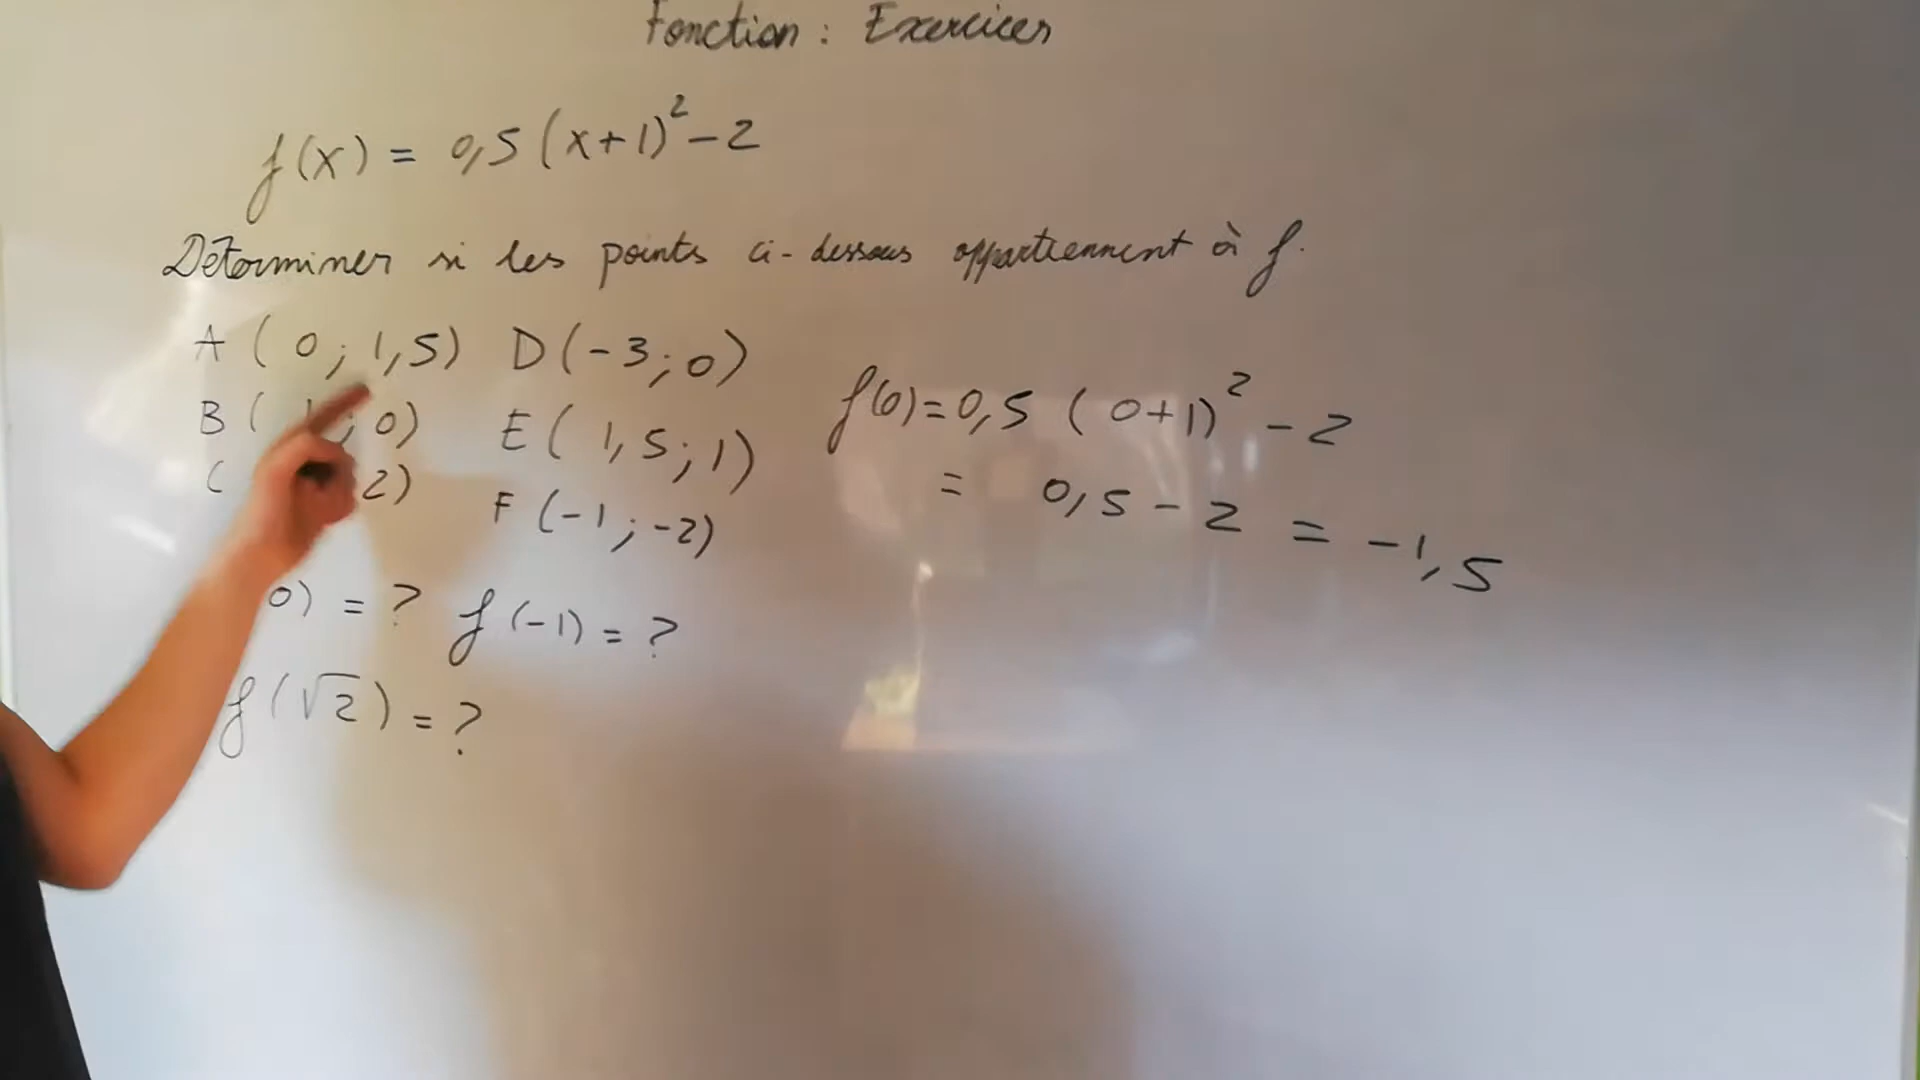 Fonction : Exercices
f(x) = 0,5 (x+1)² - 2
Déterminer si les points ci-dessous appartiennent à f.
A ( 0 ; 1,5) D ( -3 ; 0 )
B ( ; 0) E ( 1,5 ; 1 )
( 2) F ( -1 ; -2)
0) = ? f (-1) = ?
f ( √2 ) = ?
f(0) = 0,5 ( 0+1)² - 2
= 0,5 - 2 = -1,5